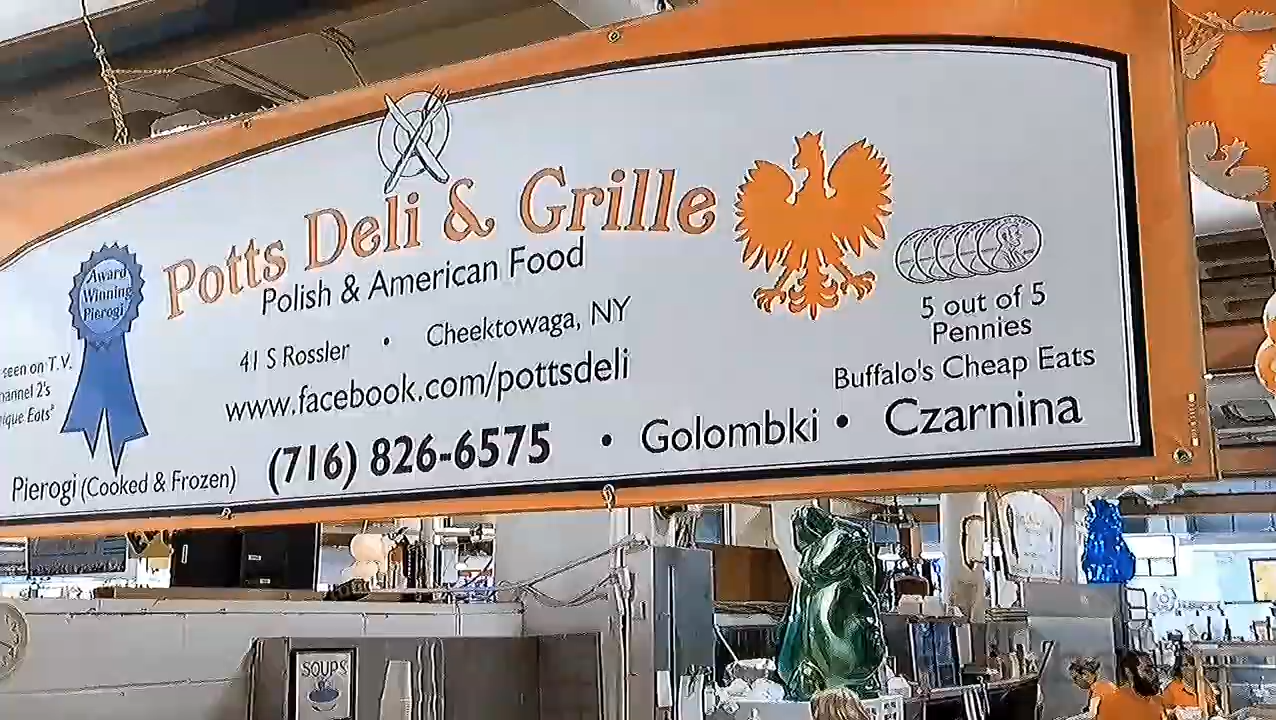 Potts Deli & Grille
Polish & American Food
41 S Rossler • Cheektowaga, NY
www.facebook.com/pottsdeli
(716) 826-6575 • Golombki • Czarnina
Award
Winning
Pierogi
seen on T.V.
hannel 2's
ique Eats"
Pierogi (Cooked & Frozen)
5 out of 5
Pennies
Buffalo's Cheap Eats
SOUPS